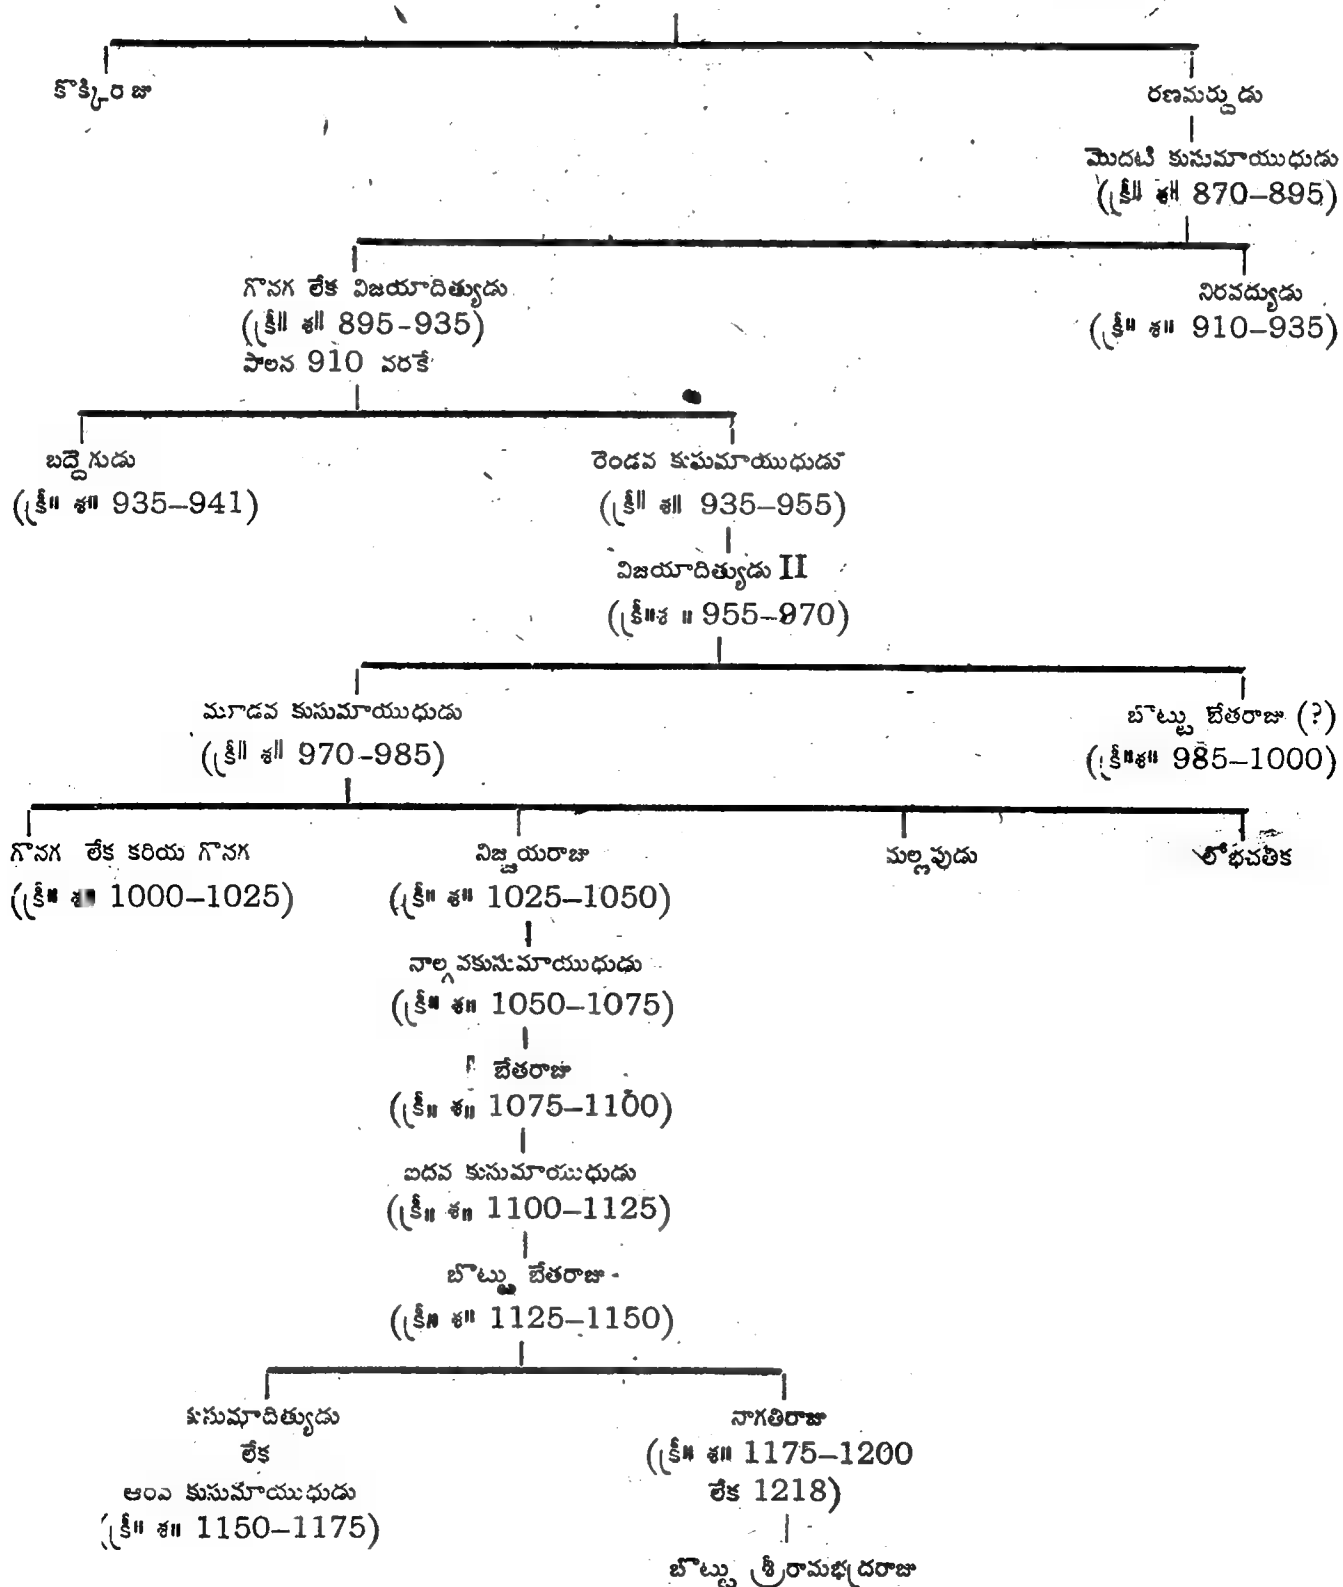 కొక్కిరాజు
రణమర్దుడు
మొదటి కుసుమాయుధుడు
(క్రీ॥ శ॥ 870–895)
గొనగ లేక విజయాదిత్యుడు
(క్రీ॥ శ॥ 895-935)
పాలన 910 వరకే
నిరవద్యుడు
(క్రీ॥ శ॥ 910-935)
బద్దెగుడు
(క్రీ॥ శ॥ 935–941)
రెండవ కుసుమాయుధుడు
(క్రీ॥ శ॥ 935–955)
విజయాదిత్యుడు II
(క్రీ॥శ ॥ 955–970)
మూడవ కుసుమాయుధుడు
(క్రీ॥ శ॥ 970-985)
బొట్టు బేతరాజు (?)
(క్రీ॥శ॥ 985–1000)
గొనగ లేక కరియ గొనగ
(క్రీ॥ శ॥ 1000–1025)
నిజ్జయరాజు
(క్రీ॥ శ॥ 1025–1050)
మల్లపుడు
లోభచతిక
నాల్గవకుసుమాయుధుడు
(క్రీ॥ శ॥ 1050–1075)
బేతరాజు
(క్రీ॥ శ॥ 1075–1100)
ఐదవ కుసుమాయుధుడు
(క్రీ॥ శ॥ 1100–1125)
బొట్టు బేతరాజు
(క్రీ॥ శ॥ 1125–1150)
కుసుమాదిత్యుడు
లేక
ఆరవ కుసుమాయుధుడు
(క్రీ॥ శ॥ 1150–1175)
నాగతిరాజు
(క్రీ॥ శ॥ 1175–1200
లేక 1218)
బొట్టు శ్రీరామభద్రరాజు